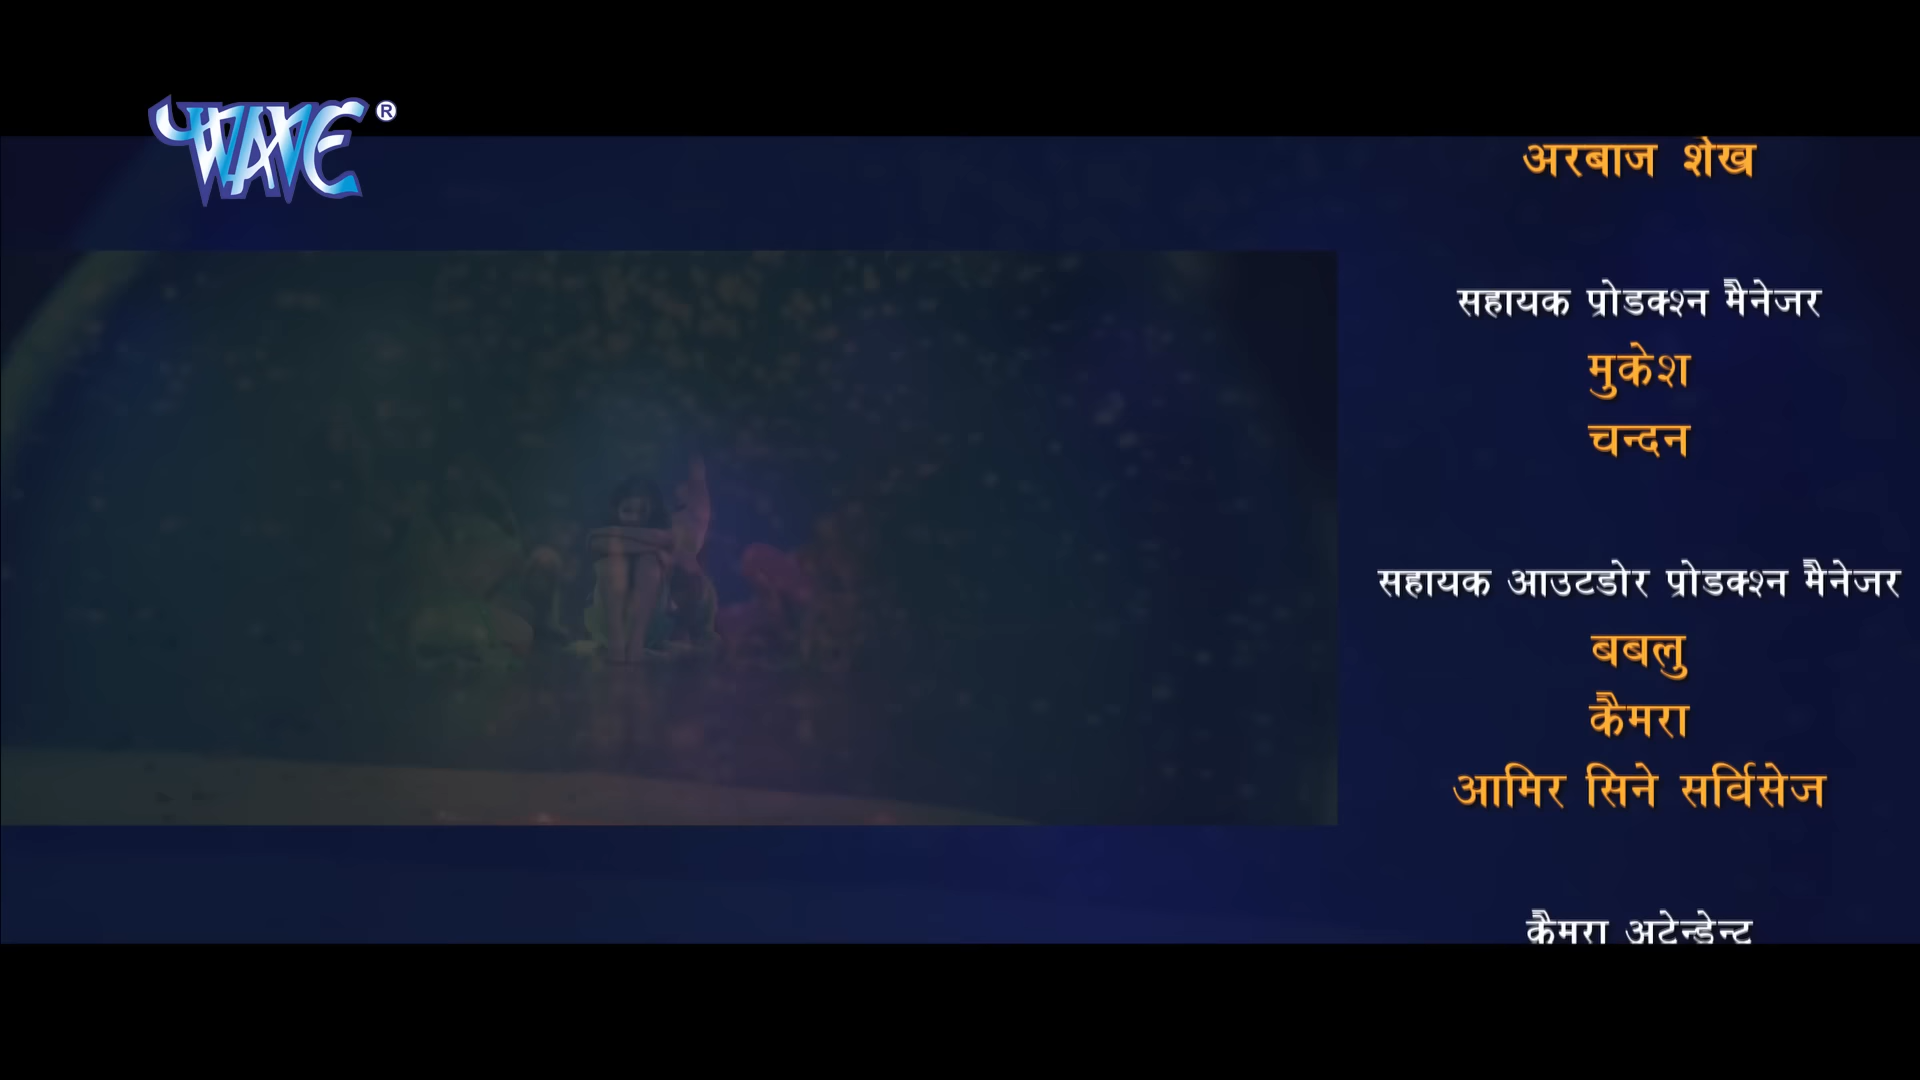 WAVE®
अरबाज शेख
सहायक प्रोडक्शन मैनेजर
मुकेश
चन्दन
सहायक आउटडोर प्रोडक्शन मैनेजर
बबलु
कैमरा
आमिर सिने सर्विसेज
कैमरा अटेन्डेन्ट